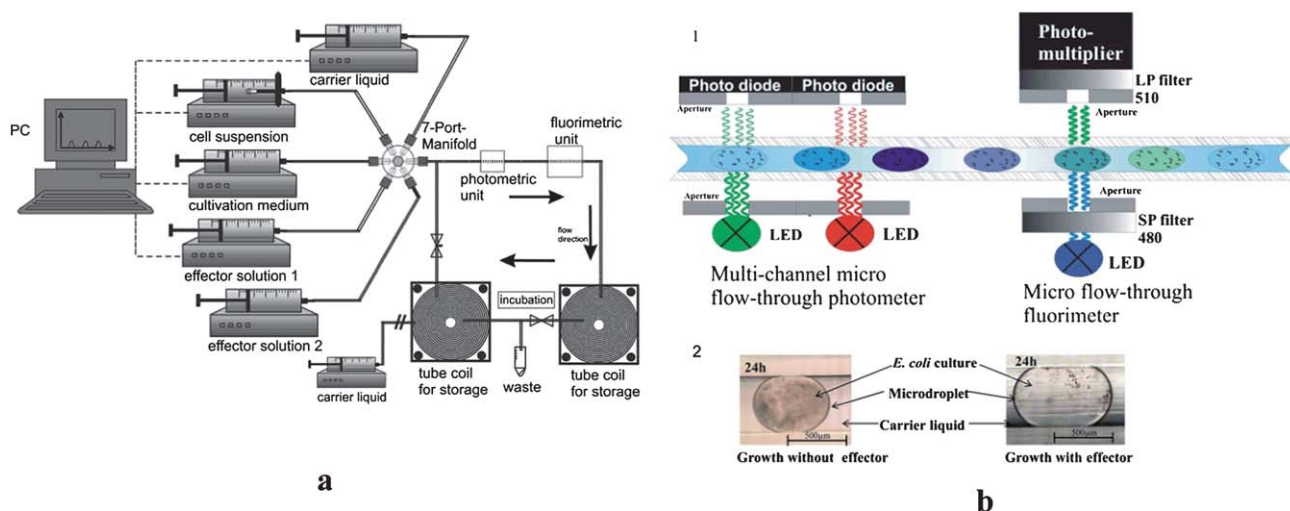 carrier liquid
PC
cell suspension
7-Port-
Manifold
fluorimetric
unit
photometric
unit
cultivation medium
flow
direction
effector solution 1
incubation
effector solution 2
carrier liquid
tube coil
for storage
waste
tube coil
for storage
a
1
Photo-
multiplier
LP filter
510
Photo diode
Photo diode
Aperture
Aperture
Aperture
Aperture
SP filter
480
LED
LED
LED
Multi-channel micro
flow-through photometer
Micro flow-through
fluorimeter
2
24h
E. coli culture
24h
Microdroplet
Carrier liquid
500µm
500µm
Growth without effector
Growth with effector
b